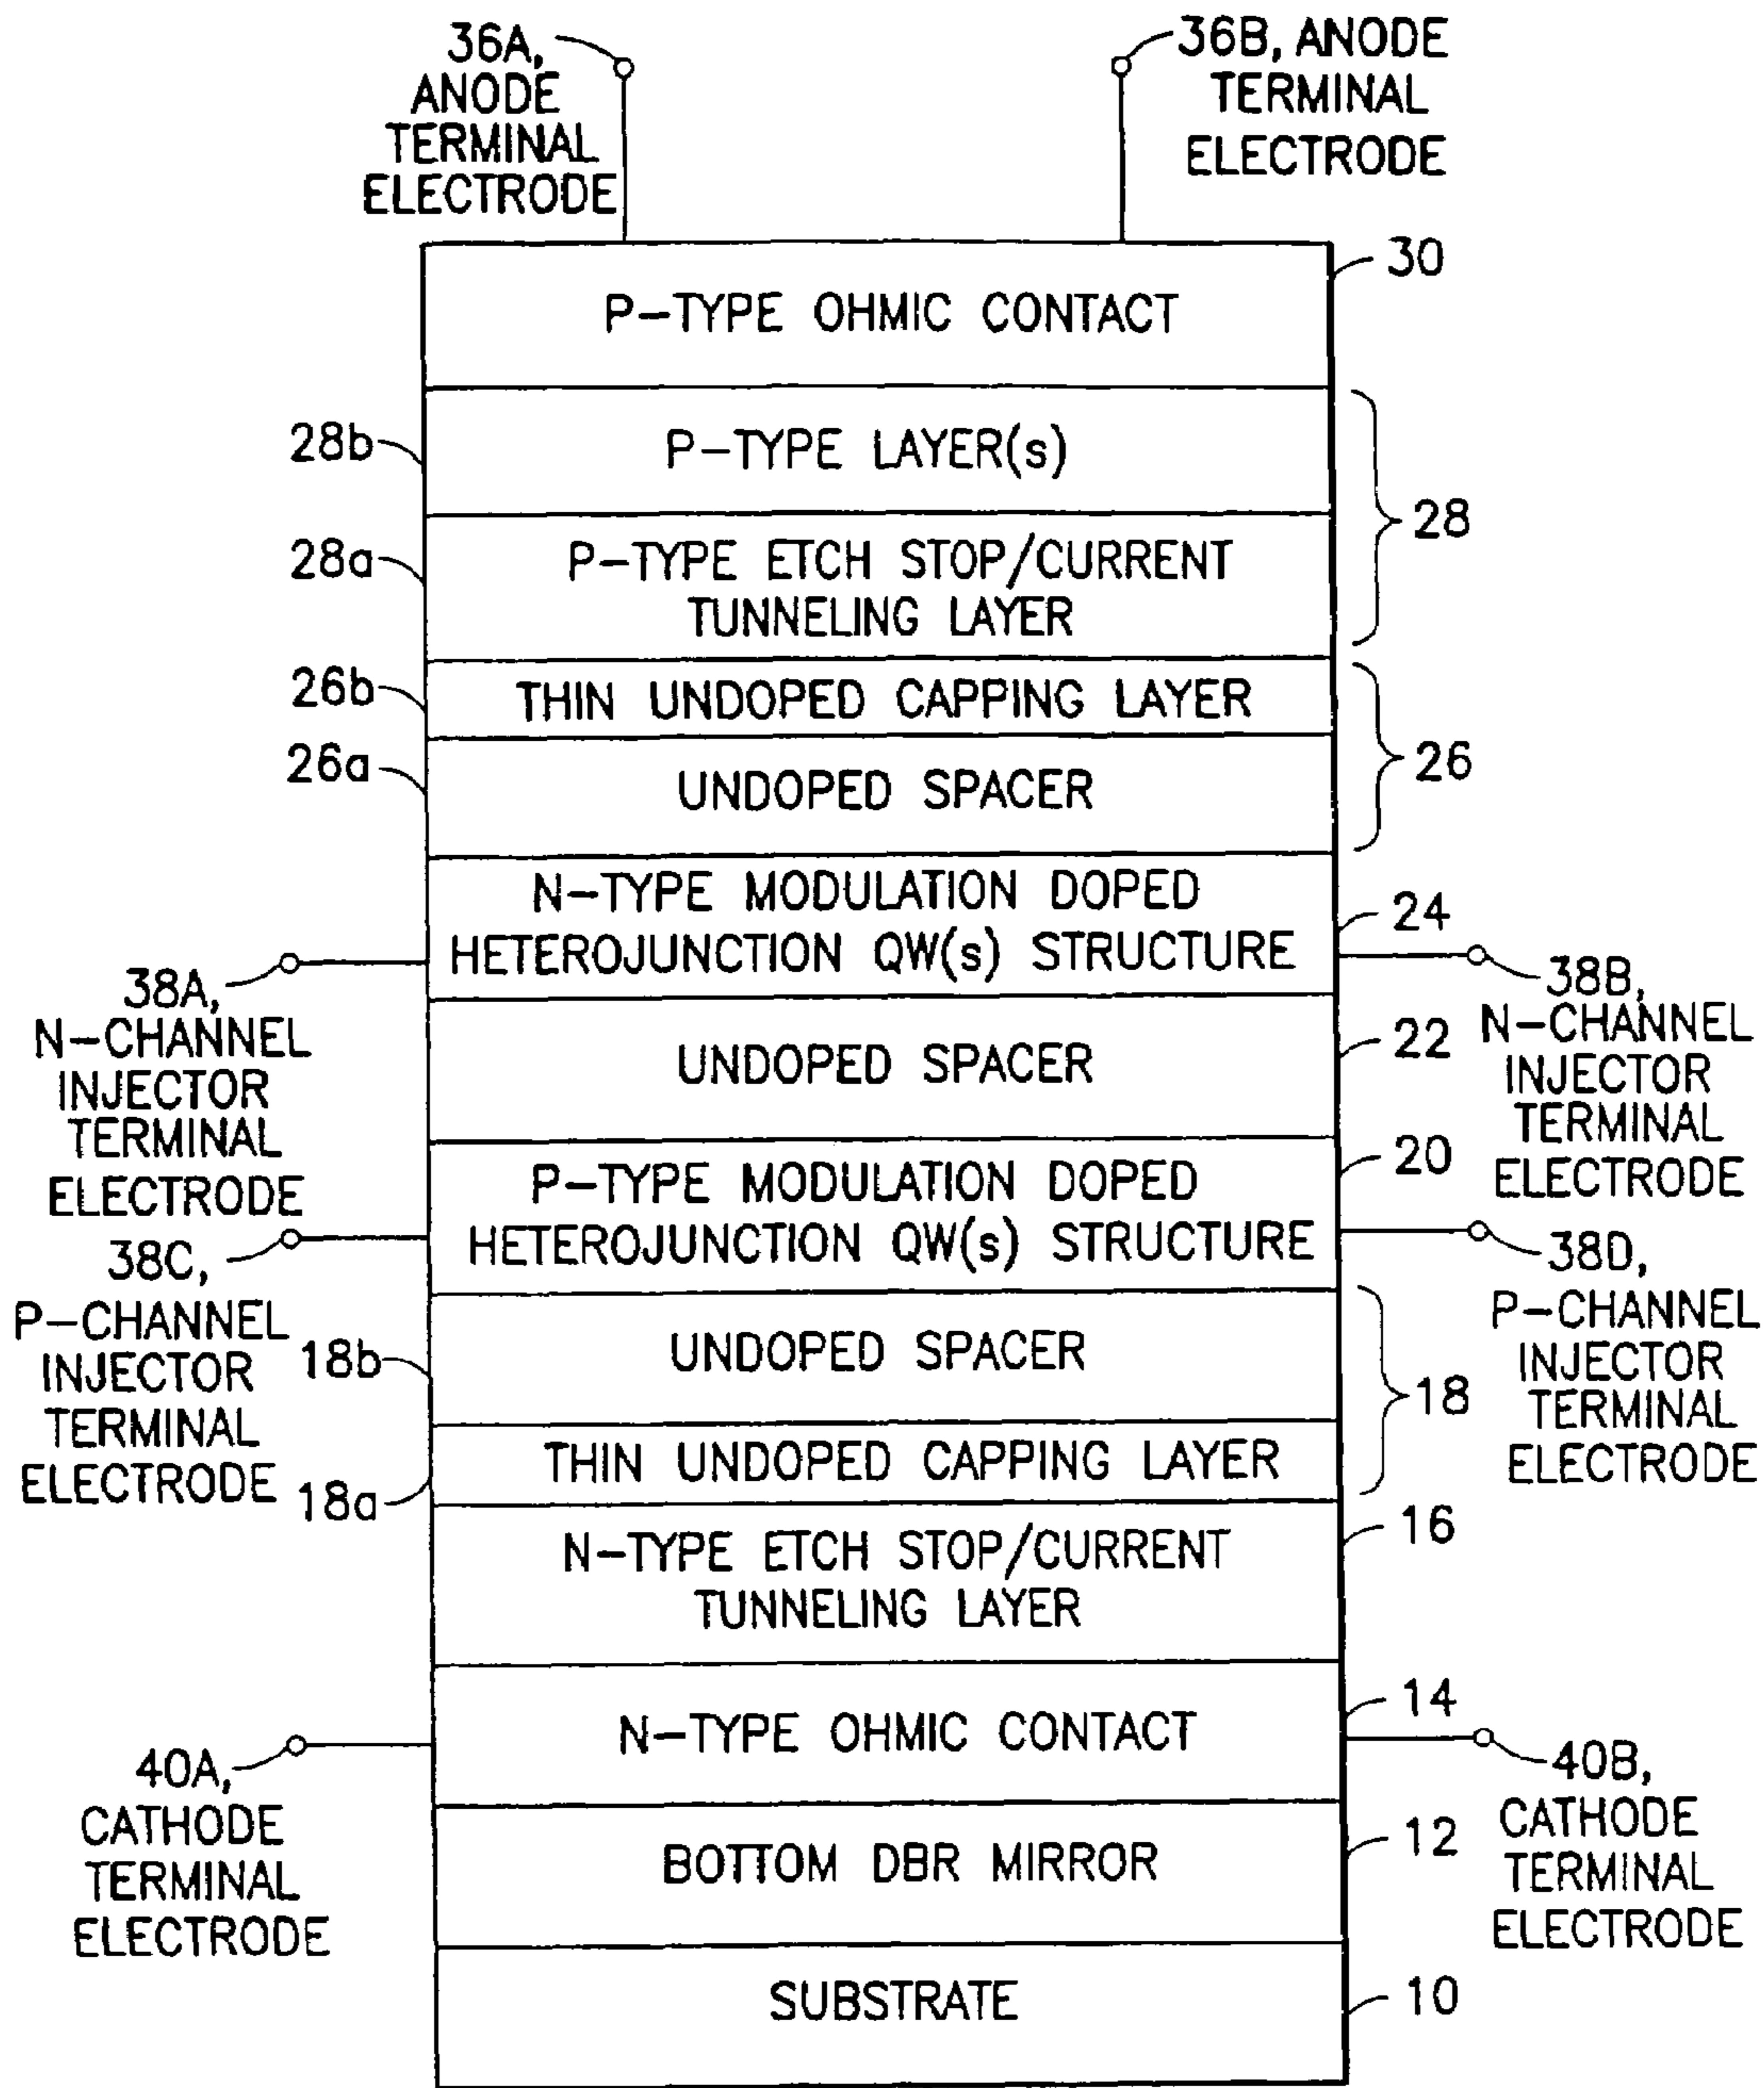 36A,
ANODE
TERMINAL
ELECTRODE
36B, ANODE
TERMINAL
ELECTRODE
30
P-TYPE OHMIC CONTACT
28b
P-TYPE LAYER(s)
28
28a
P-TYPE ETCH STOP/CURRENT
TUNNELING LAYER
26b
THIN UNDOPED CAPPING LAYER
26
26a
UNDOPED SPACER
N-TYPE MODULATION DOPED
HETEROJUNCTION QW(s) STRUCTURE
24
38A,
N-CHANNEL
INJECTOR
TERMINAL
ELECTRODE
38B,
N-CHANNEL
INJECTOR
TERMINAL
ELECTRODE
22
UNDOPED SPACER
20
P-TYPE MODULATION DOPED
HETEROJUNCTION QW(s) STRUCTURE
38C,
P-CHANNEL
INJECTOR
TERMINAL
ELECTRODE
38D,
P-CHANNEL
INJECTOR
TERMINAL
ELECTRODE
18b
UNDOPED SPACER
18
18a
THIN UNDOPED CAPPING LAYER
16
N-TYPE ETCH STOP/CURRENT
TUNNELING LAYER
14
N-TYPE OHMIC CONTACT
40A,
CATHODE
TERMINAL
ELECTRODE
40B,
CATHODE
TERMINAL
ELECTRODE
12
BOTTOM DBR MIRROR
SUBSTRATE
10